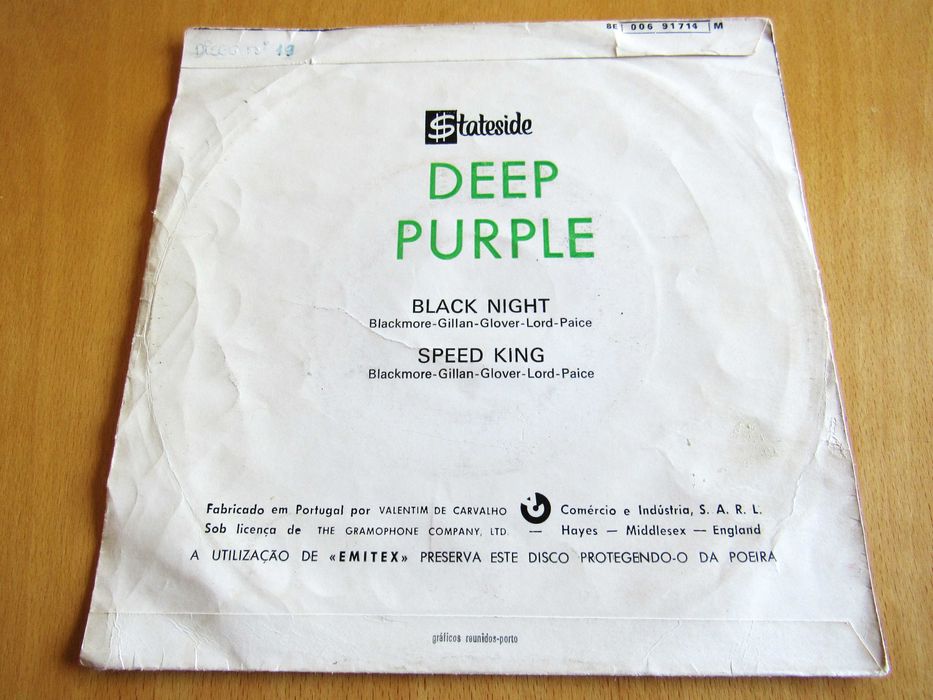 Disco nº 19
8E 006 91714 M
Stateside
DEEP
PURPLE
BLACK NIGHT
Blackmore-Gillan-Glover-Lord-Paice
SPEED KING
Blackmore-Gillan-Glover-Lord-Paice
Fabricado em Portugal por VALENTIM DE CARVALHO Comércio e Indústria, S. A. R. L.
Sob licença de THE GRAMOPHONE COMPANY, LTD. — Hayes — Middlesex — England
A UTILIZAÇÃO DE «EMITEX» PRESERVA ESTE DISCO PROTEGENDO-O DA POEIRA
gráficos reunidos-porto